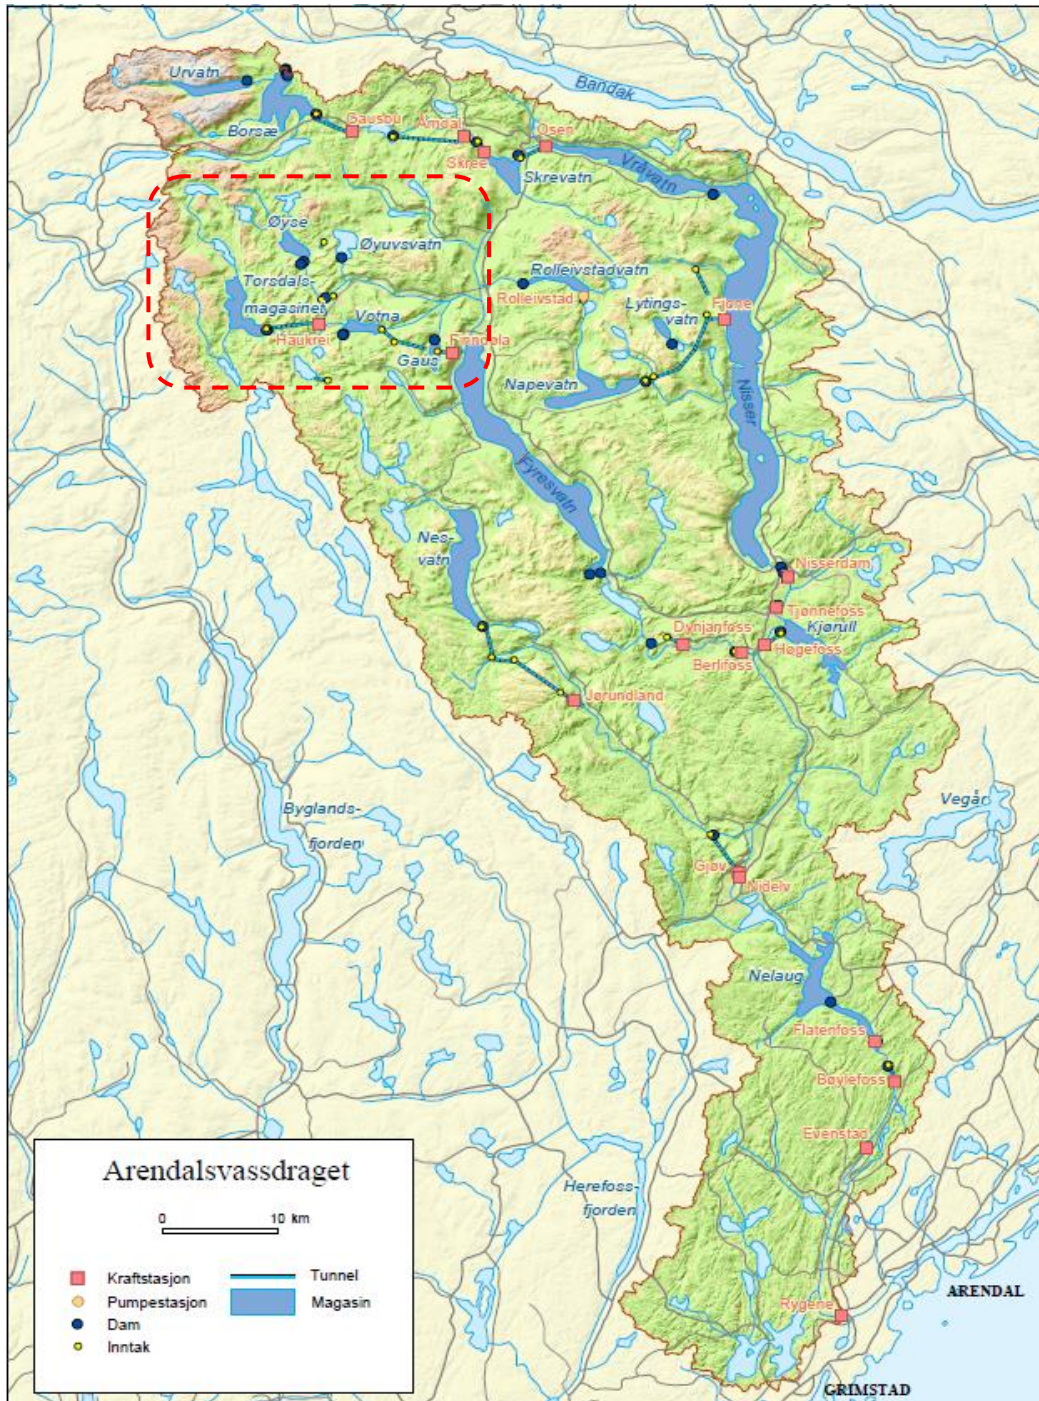 Urvatn
Bandak
Borsæ
Gausbu
Åmdal
Osen
Skree
Skrevatn
Vråvatn
Øyse
Øyuvsvatn
Torsdals-
magasinet
Rolleivstadvatn
Rolleivstad
Lytings-
vatn
Fjone
Votna
Haukrei
Finndøla
Gaus
Napevatn
Nisser
Fyresvatn
Nes-
vatn
Nisserdam
Tjønnefoss
Kjørull
Dynjanfoss
Høgefoss
Berlifoss
Jørundland
Byglands-
fjorden
Vegår
Gjøv
Nidelv
Nelaug
Flatenfoss
Bøylefoss
Evenstad
Herefoss-
fjorden
Rygene
ARENDAL
GRIMSTAD
Arendalsvassdraget
0 10 km
Kraftstasjon
Tunnel
Pumpestasjon
Magasin
Dam
Inntak